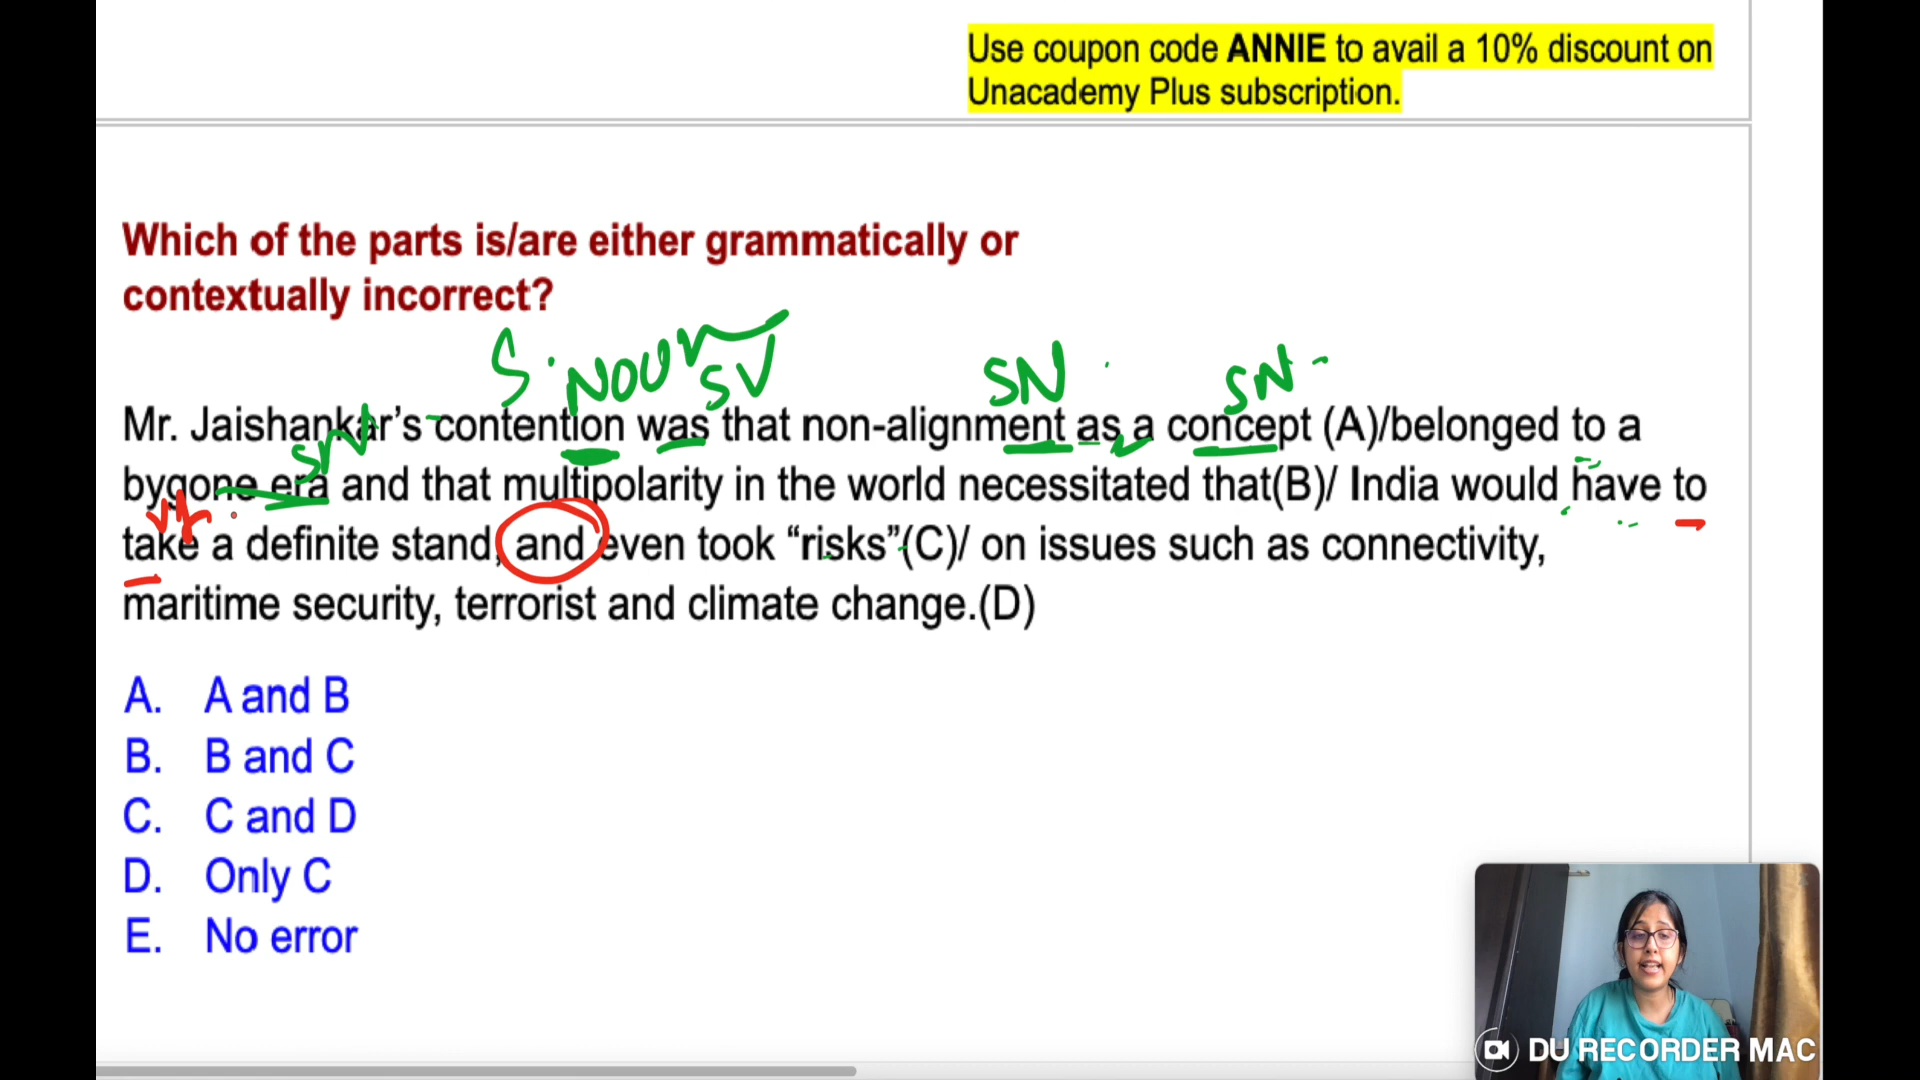 Use coupon code ANNIE to avail a 10% discount on
Unacademy Plus subscription.
Which of the parts is/are either grammatically or
contextually incorrect?
S. Noun SV SN SN
Mr. Jaishankar's contention was that non-alignment as a concept (A)/belonged to a
SN
bygone era and that multipolarity in the world necessitated that(B)/ India would have to
take a definite stand, and even took “risks”(C)/ on issues such as connectivity,
maritime security, terrorist and climate change.(D)
A. A and B
B. B and C
C. C and D
D. Only C
E. No error
DU RECORDER MAC